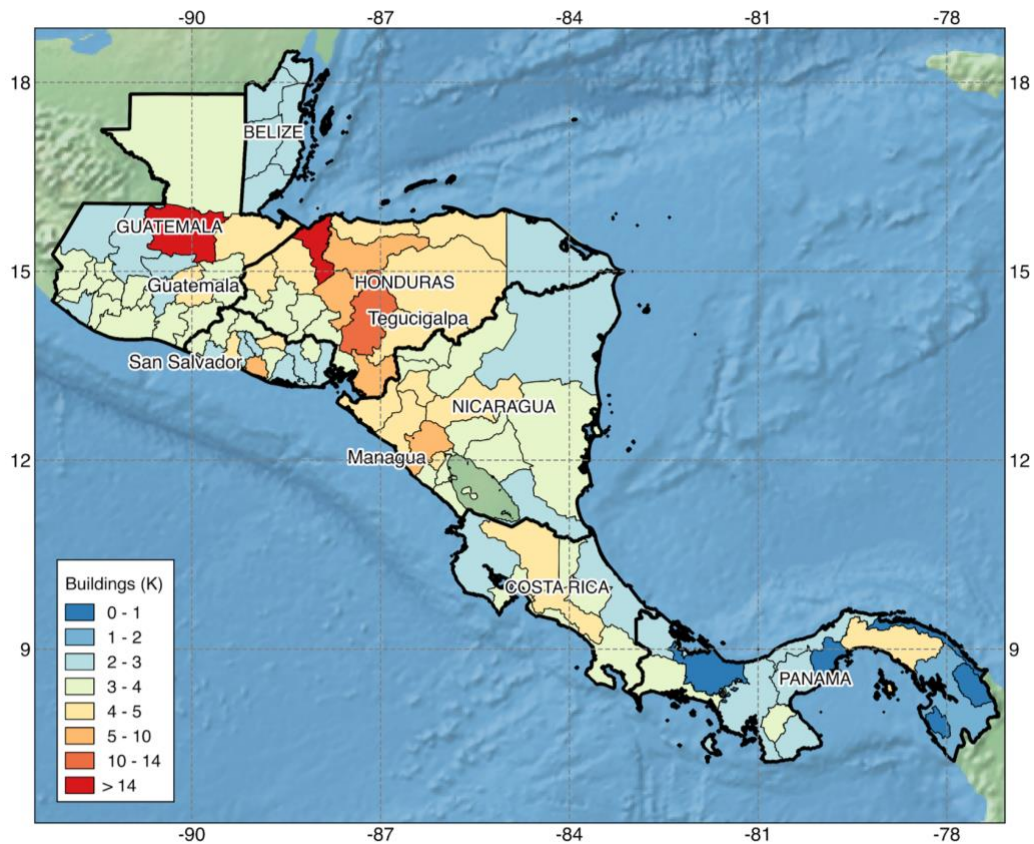 -90 -87 -84 -81 -78
18 18
BELIZE
GUATEMALA
15 15
Guatemala HONDURAS
Tegucigalpa
San Salvador
NICARAGUA
12 Managua 12
Buildings (K)
0 - 1
1 - 2
2 - 3
3 - 4
4 - 5
5 - 10
10 - 14
> 14
COSTA RICA
9 9
PANAMA
-90 -87 -84 -81 -78